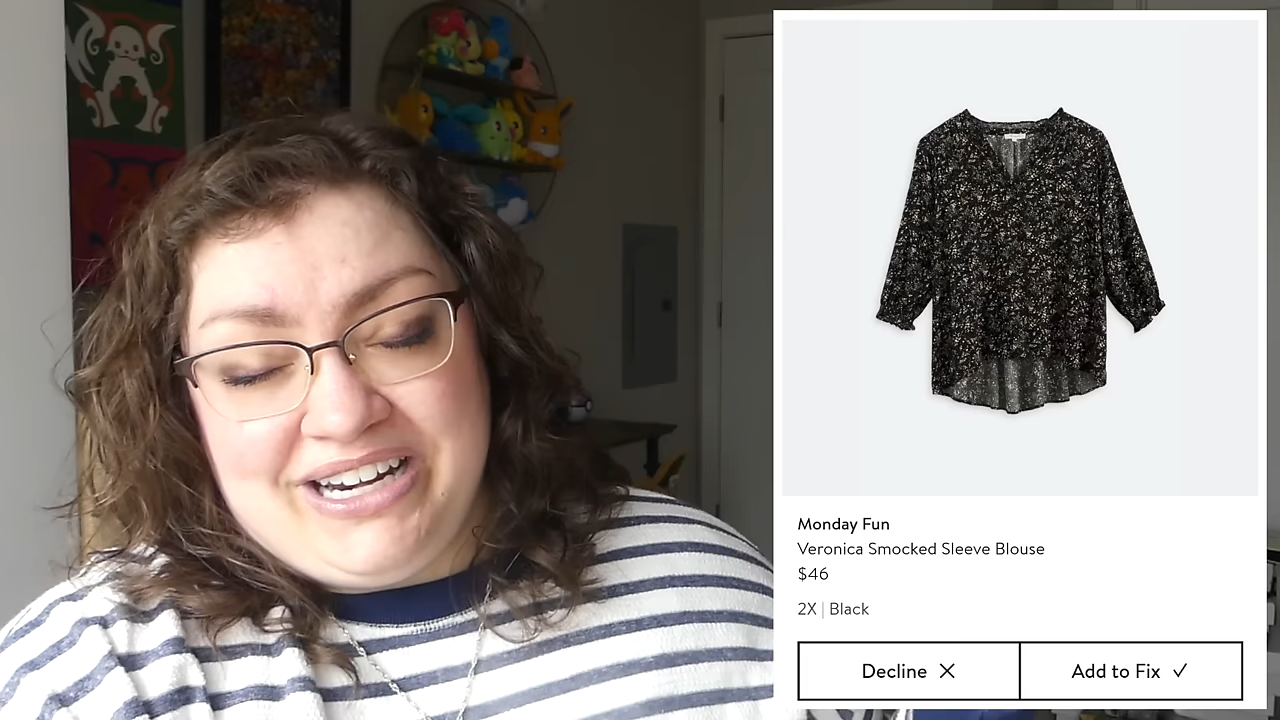 Monday Fun
Veronica Smocked Sleeve Blouse
$46
2X | Black
Decline
Add to Fix